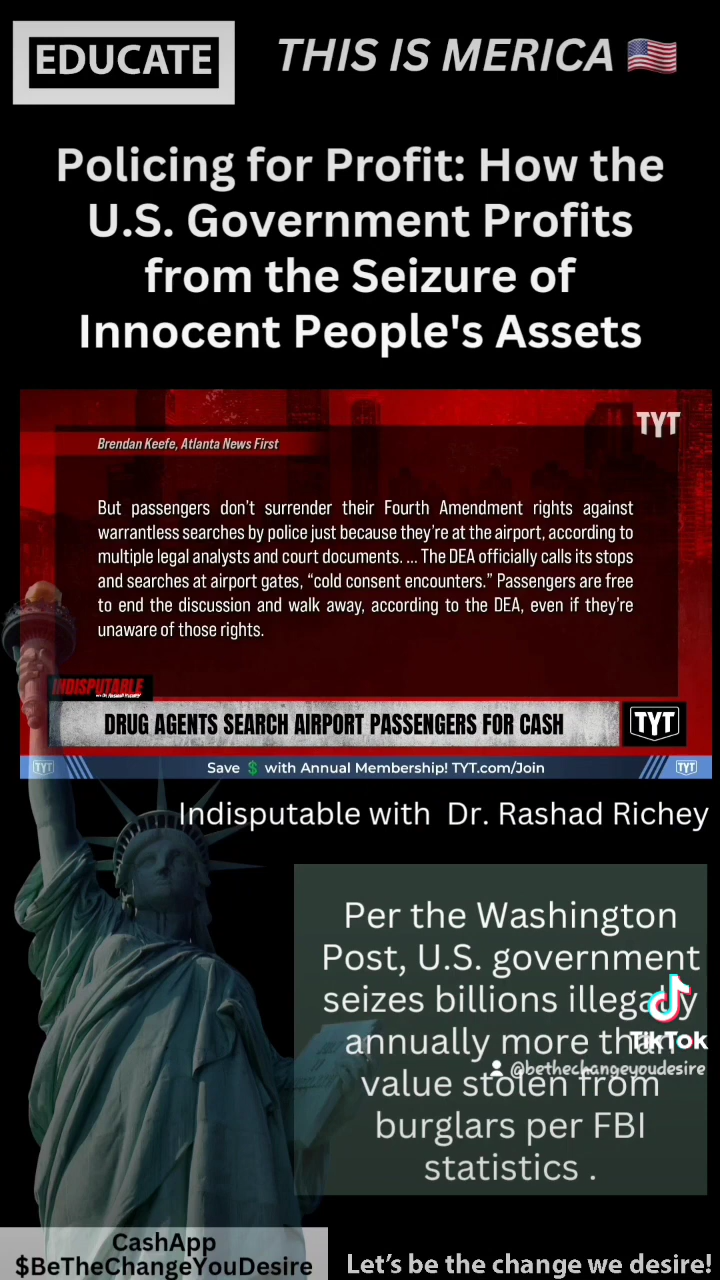 EDUCATE
THIS IS MERICA 🇺🇸
Policing for Profit: How the
U.S. Government Profits
from the Seizure of
Innocent People's Assets
TYT
Brendan Keefe, Atlanta News First
But passengers don't surrender their Fourth Amendment rights against
warrantless searches by police just because they're at the airport, according to
multiple legal analysts and court documents. ... The DEA officially calls its stops
and searches at airport gates, “cold consent encounters.” Passengers are free
to end the discussion and walk away, according to the DEA, even if they're
unaware of those rights.
INDISPUTABLE
DRUG AGENTS SEARCH AIRPORT PASSENGERS FOR CASH
TYT
TYT
Save $ with Annual Membership! TYT.com/Join
TYT
Indisputable with Dr. Rashad Richey
Per the Washington
Post, U.S. government
seizes billions illegally
annually more than
TikTok
@bethechangeyoudesire
value stolen from
burglars per FBI
statistics .
CashApp
$BeTheChangeYouDesire
Let's be the change we desire!